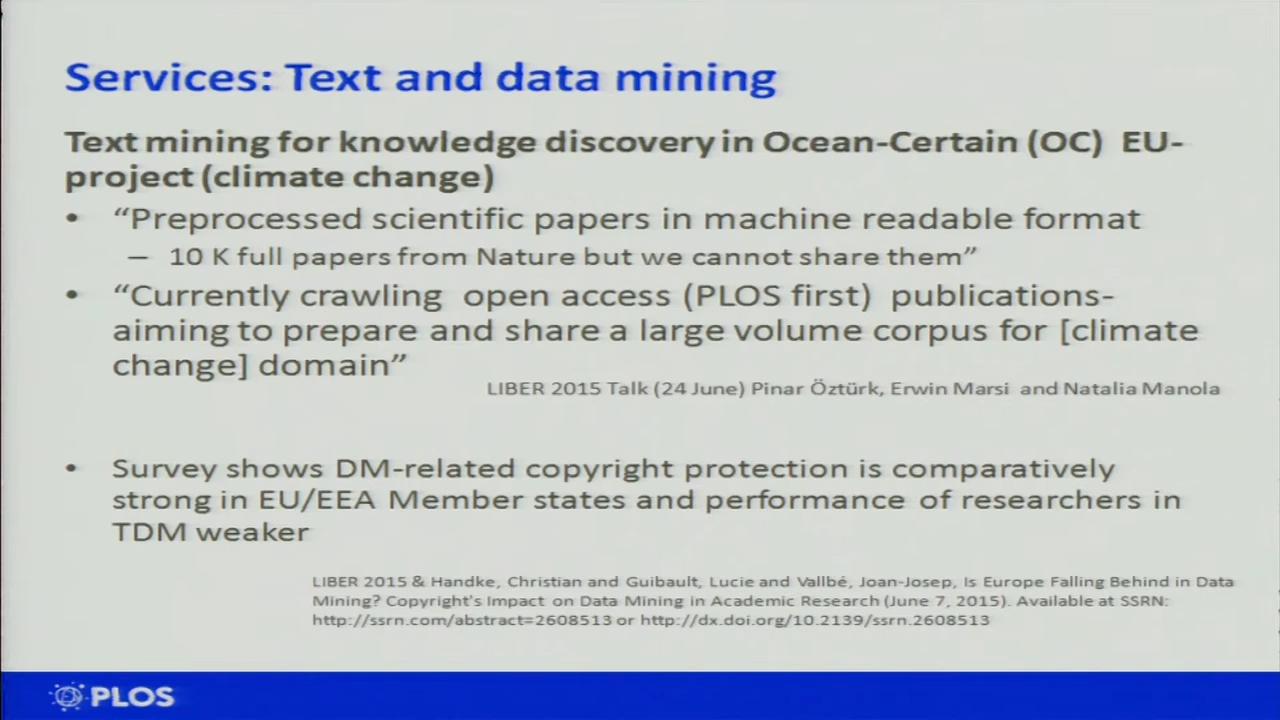 Services: Text and data mining
Text mining for knowledge discovery in Ocean-Certain (OC) EU-
project (climate change)
• “Preprocessed scientific papers in machine readable format
– 10 K full papers from Nature but we cannot share them”
• “Currently crawling open access (PLOS first) publications-
aiming to prepare and share a large volume corpus for [climate
change] domain”
LIBER 2015 Talk (24 June) Pinar Öztürk, Erwin Marsi and Natalia Manola
• Survey shows DM-related copyright protection is comparatively
strong in EU/EEA Member states and performance of researchers in
TDM weaker
LIBER 2015 & Handke, Christian and Guibault, Lucie and Vallbé, Joan-Josep, Is Europe Falling Behind in Data
Mining? Copyright's Impact on Data Mining in Academic Research (June 7, 2015). Available at SSRN:
http://ssrn.com/abstract=2608513 or http://dx.doi.org/10.2139/ssrn.2608513
PLOS